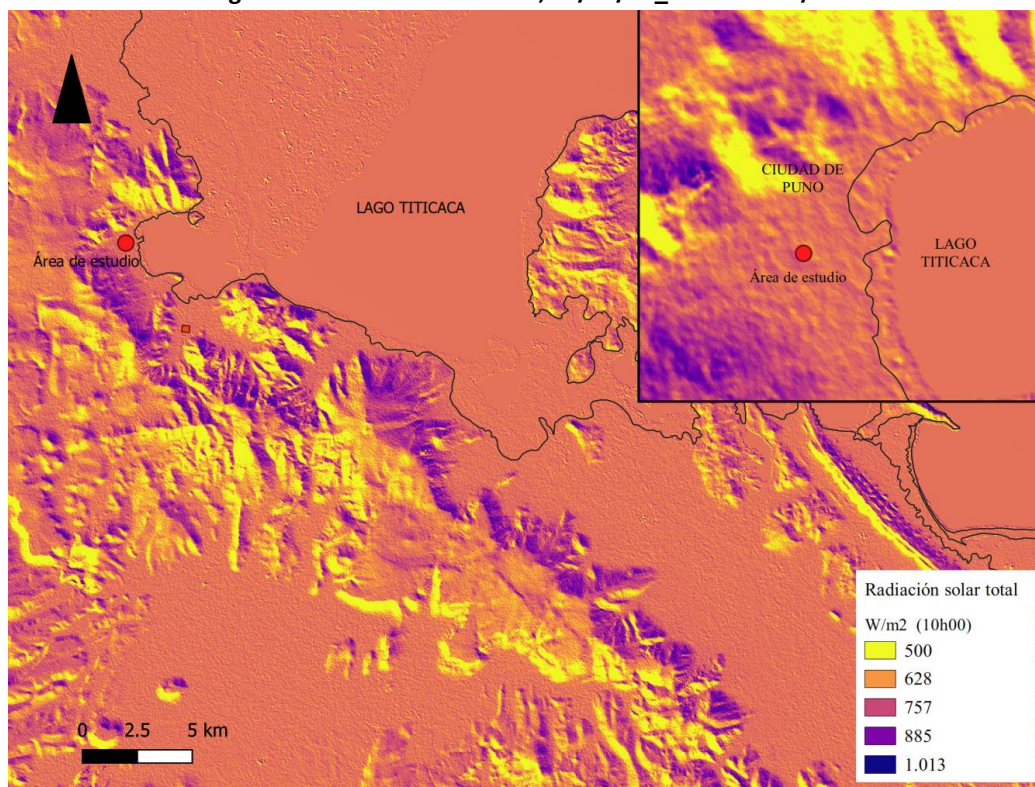 LAGO TITICACA
Área de estudio
CIUDAD DE
PUNO
LAGO
TITICACA
Área de estudio
Radiación solar total
W/m2 (10h00)
500
628
757
885
1.013
0 2.5 5 km